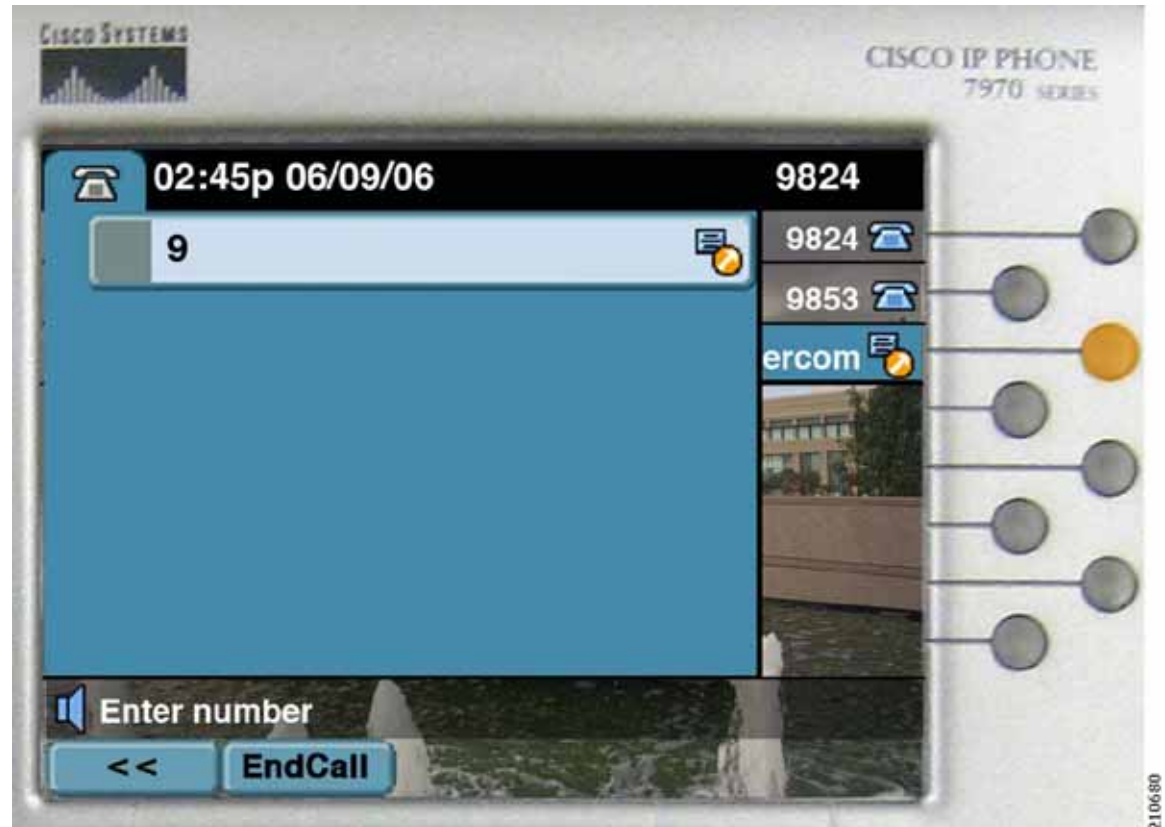 CISCO SYSTEMS
CISCO IP PHONE
7970 SERIES
02:45p 06/09/06
9824
9
9824
9853
ercom
Enter number
<<
EndCall
210680